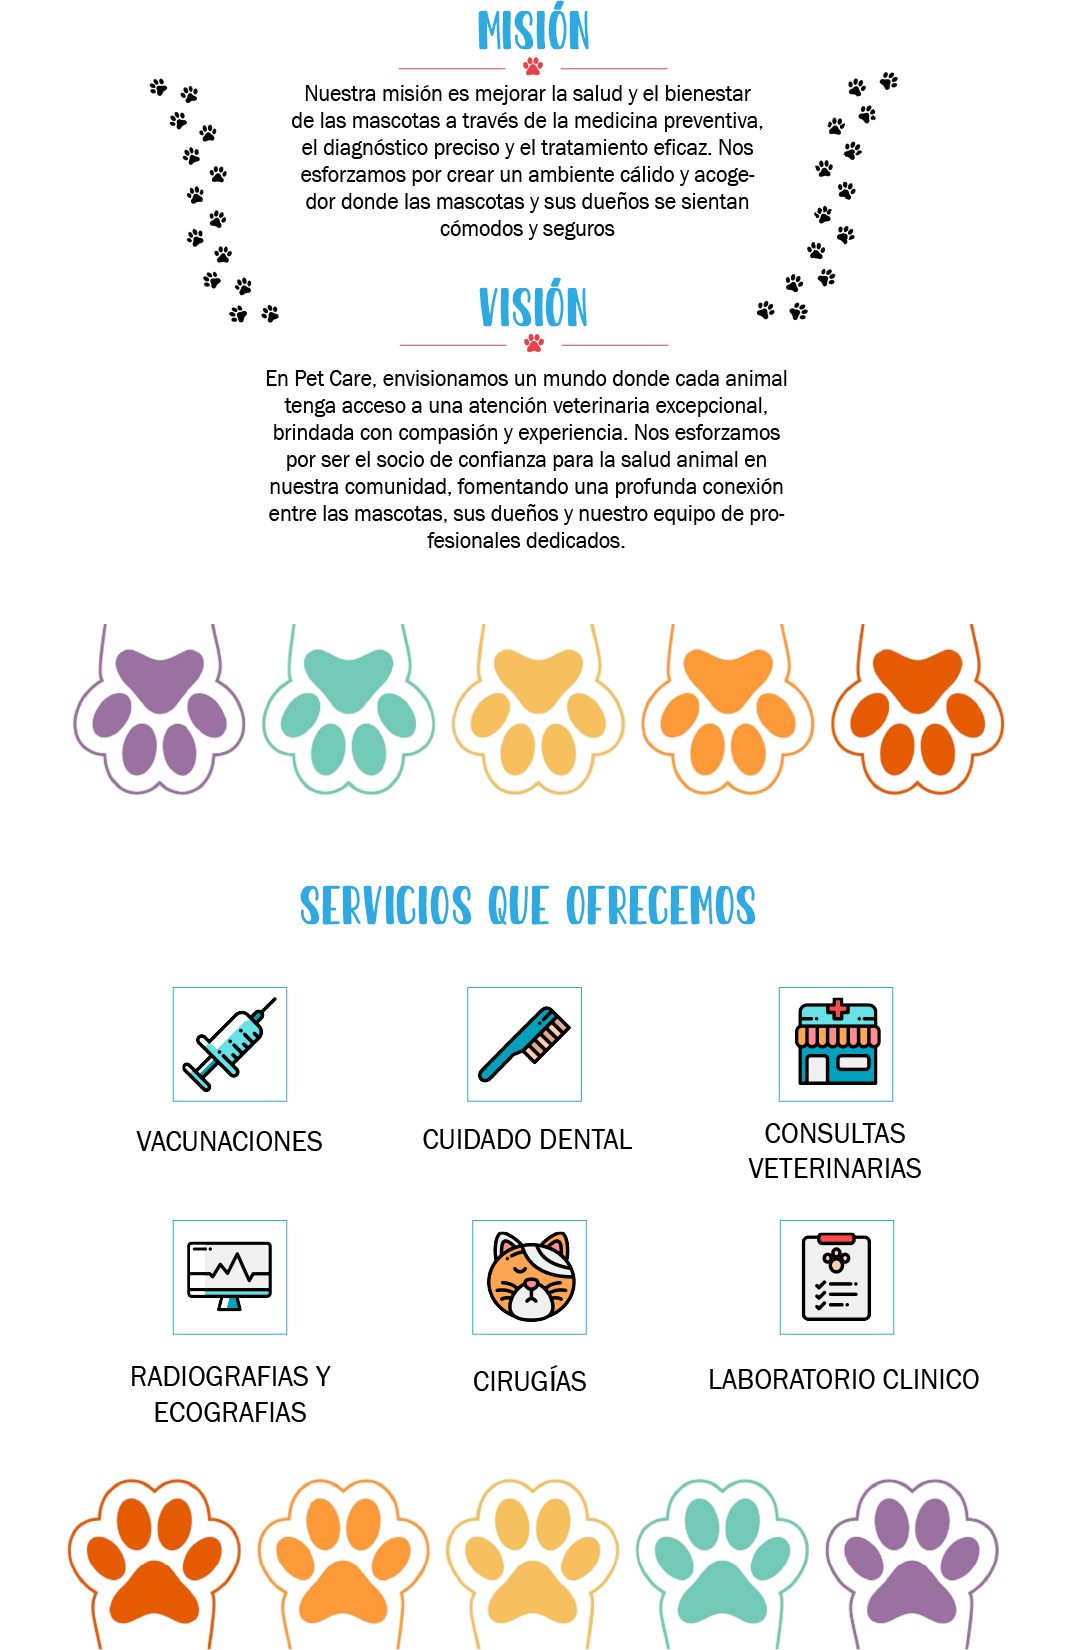 MISIÓN
Nuestra misión es mejorar la salud y el bienestar
de las mascotas a través de la medicina preventiva,
el diagnóstico preciso y el tratamiento eficaz. Nos
esforzamos por crear un ambiente cálido y acoge-
dor donde las mascotas y sus dueños se sientan
cómodos y seguros
VISIÓN
En Pet Care, envisionamos un mundo donde cada animal
tenga acceso a una atención veterinaria excepcional,
brindada con compasión y experiencia. Nos esforzamos
por ser el socio de confianza para la salud animal en
nuestra comunidad, fomentando una profunda conexión
entre las mascotas, sus dueños y nuestro equipo de pro-
fesionales dedicados.
SERVICIOS QUE OFRECEMOS
VACUNACIONES
CUIDADO DENTAL
CONSULTAS
VETERINARIAS
RADIOGRAFIAS Y
ECOGRAFIAS
CIRUGÍAS
LABORATORIO CLINICO